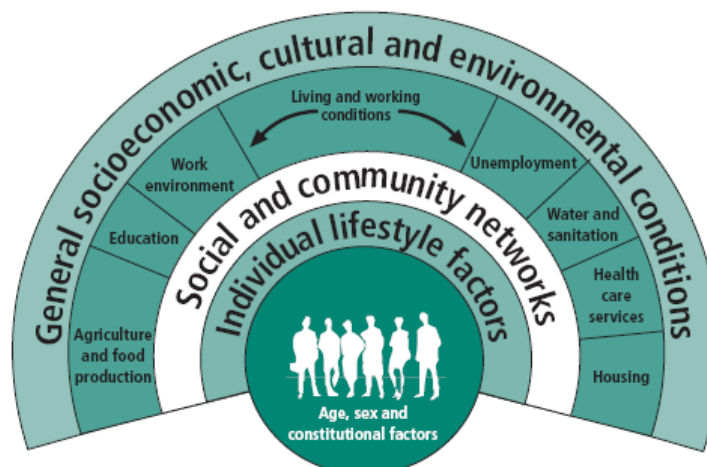 General socioeconomic, cultural and environmental conditions
Living and working
conditions
Work
environment
Unemployment
Education
Water and
sanitation
Agriculture
and food
production
Health
care
services
Housing
Social and community networks
Individual lifestyle factors
Age, sex and
constitutional factors